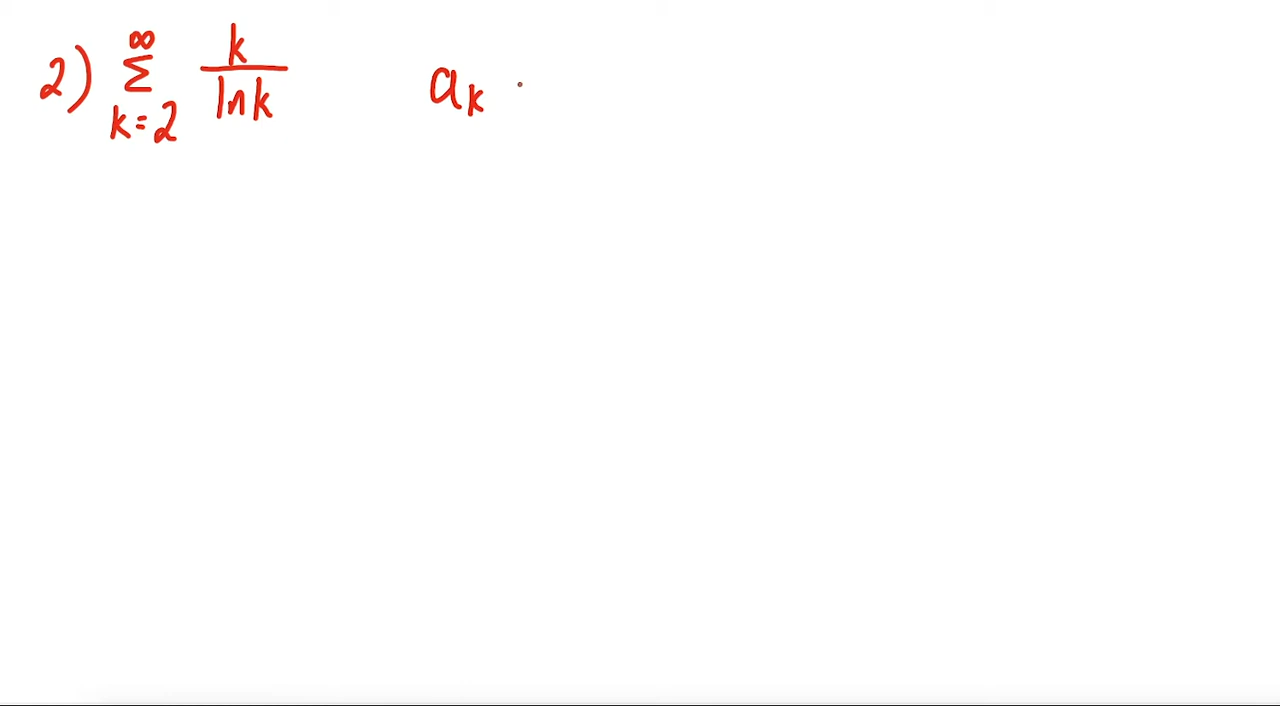 2) ∞ Σ k=2 k/ln k a_k